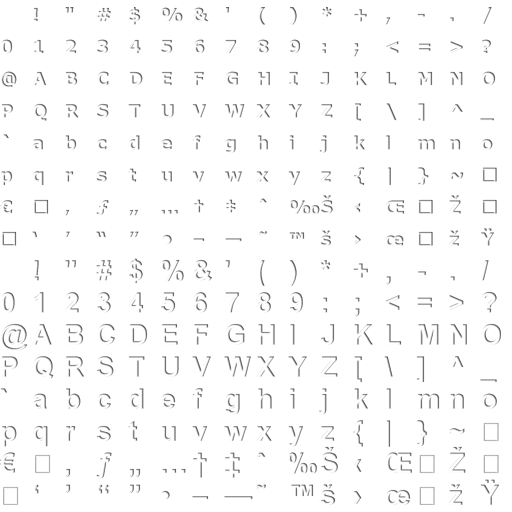 ! " # $ % & ' ( ) * + , - . /
0 1 2 3 4 5 6 7 8 9 : ; < = > ?
@ A B C D E F G H I J K L M N O
P Q R S T U V W X Y Z [ \ ] ^ _
` a b c d e f g h i j k l m n o
p q r s t u v w x y z { | } ~ □
€ □ ‚ ƒ „ … † ‡ ˆ ‰ Š ‹ Œ □ Ž □
□ ‘ ’ “ ” • – — ˜ ™ š › œ □ ž Ÿ
! " # $ % & ' ( ) * + , - . /
0 1 2 3 4 5 6 7 8 9 : ; < = > ?
@ A B C D E F G H I J K L M N O
P Q R S T U V W X Y Z [ \ ] ^ _
` a b c d e f g h i j k l m n o
p q r s t u v w x y z { | } ~ □
€ □ ‚ ƒ „ … † ‡ ˆ ‰ Š ‹ Œ □ Ž □
□ ‘ ’ “ ” • – — ˜ ™ š › œ □ ž Ÿ